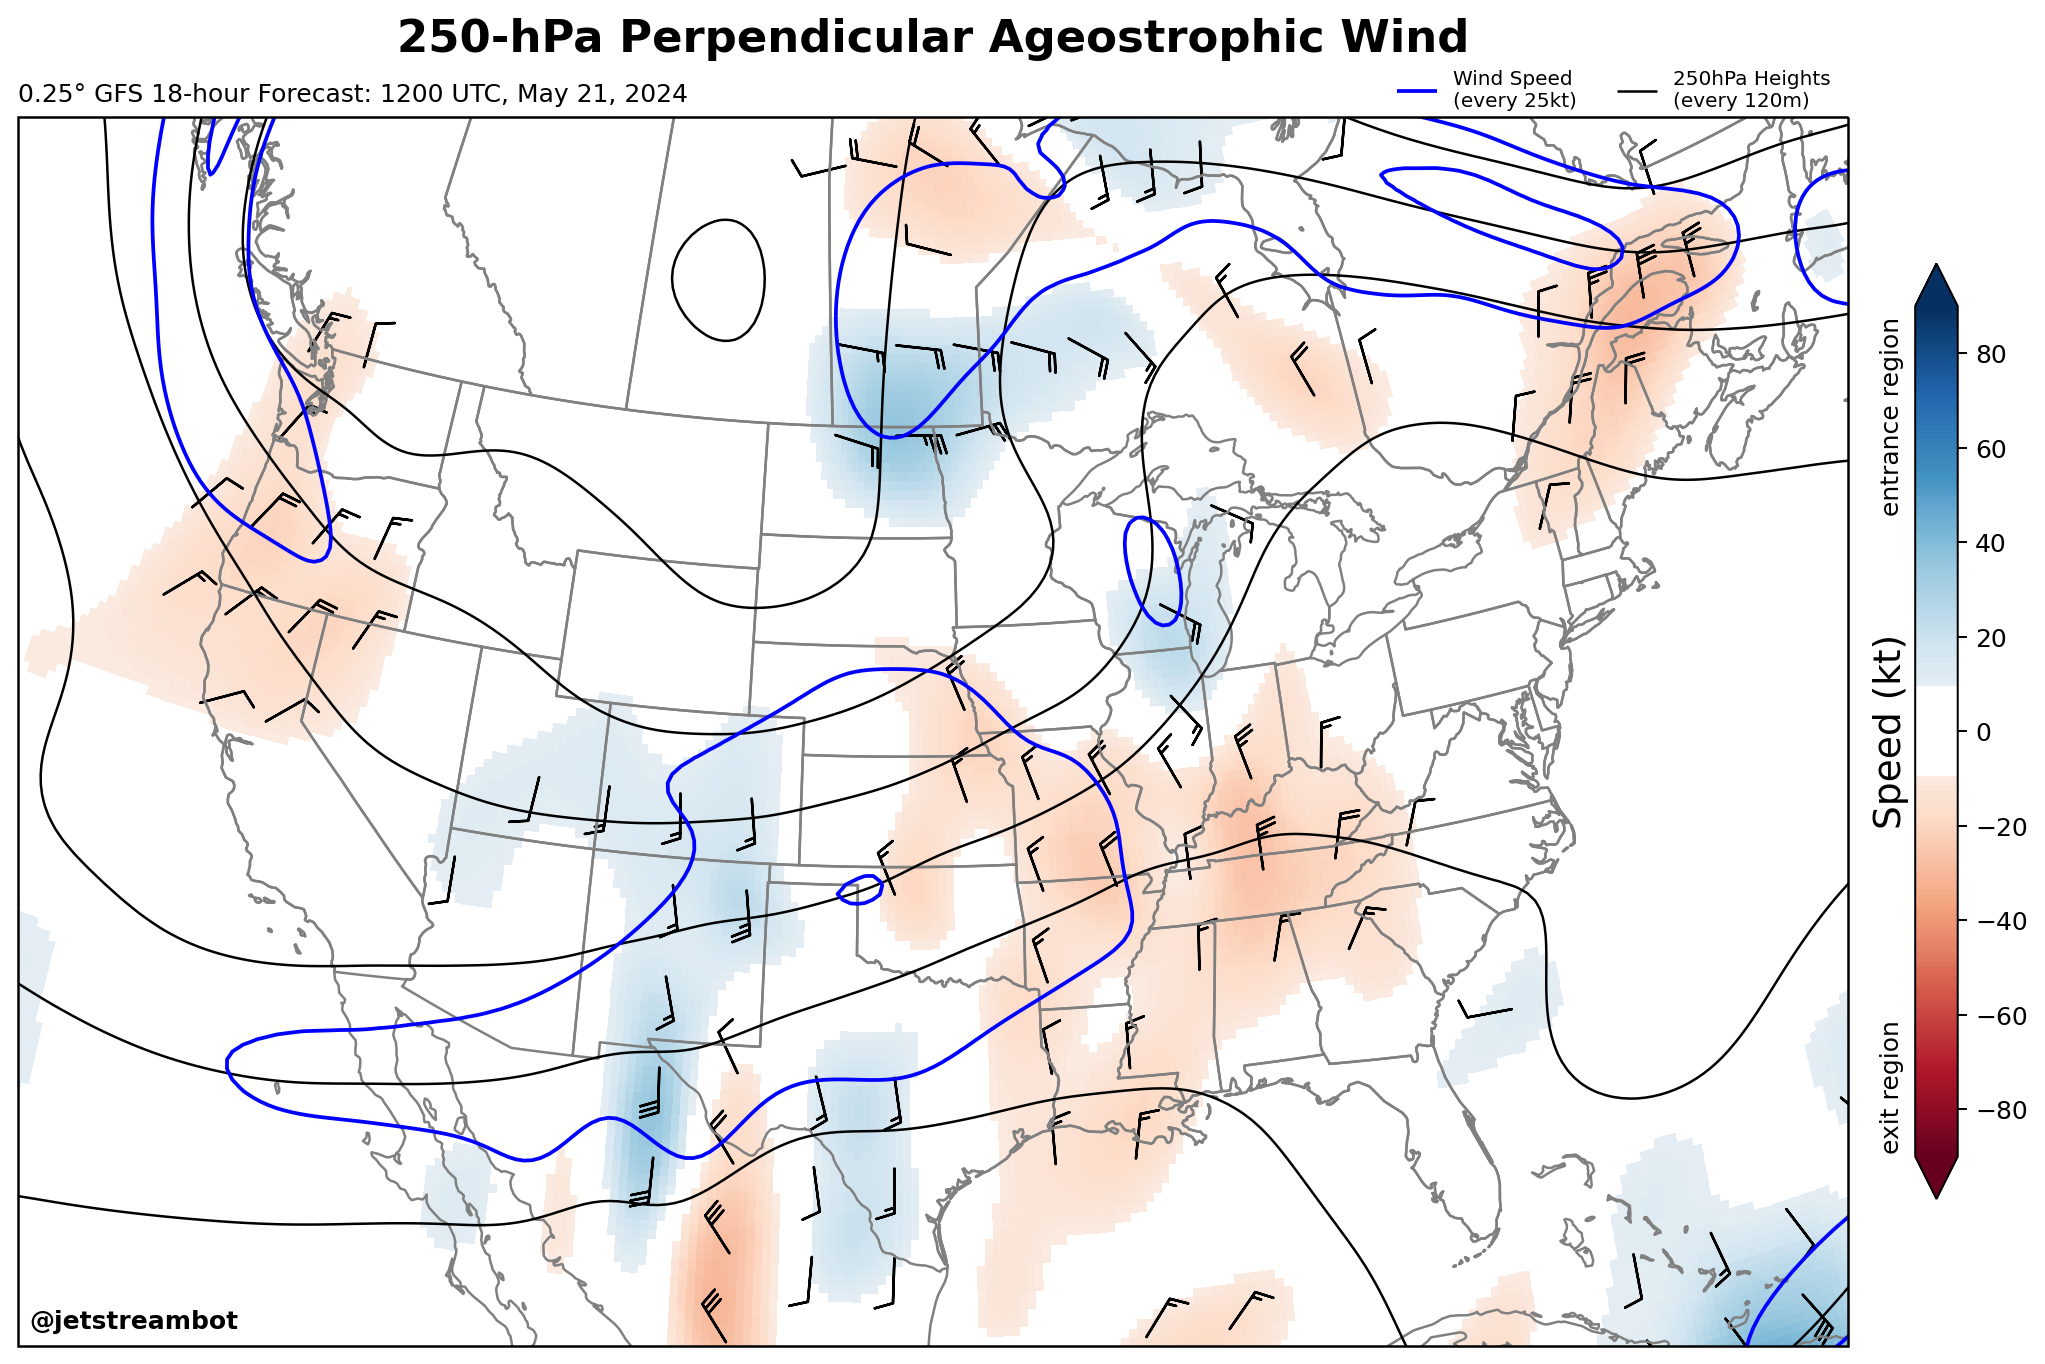 250-hPa Perpendicular Ageostrophic Wind
0.25° GFS 18-hour Forecast: 1200 UTC, May 21, 2024
Wind Speed
(every 25kt)
250hPa Heights
(every 120m)
80
60
40
20
0
−20
−40
−60
−80
entrance region
Speed (kt)
exit region
@jetstreambot